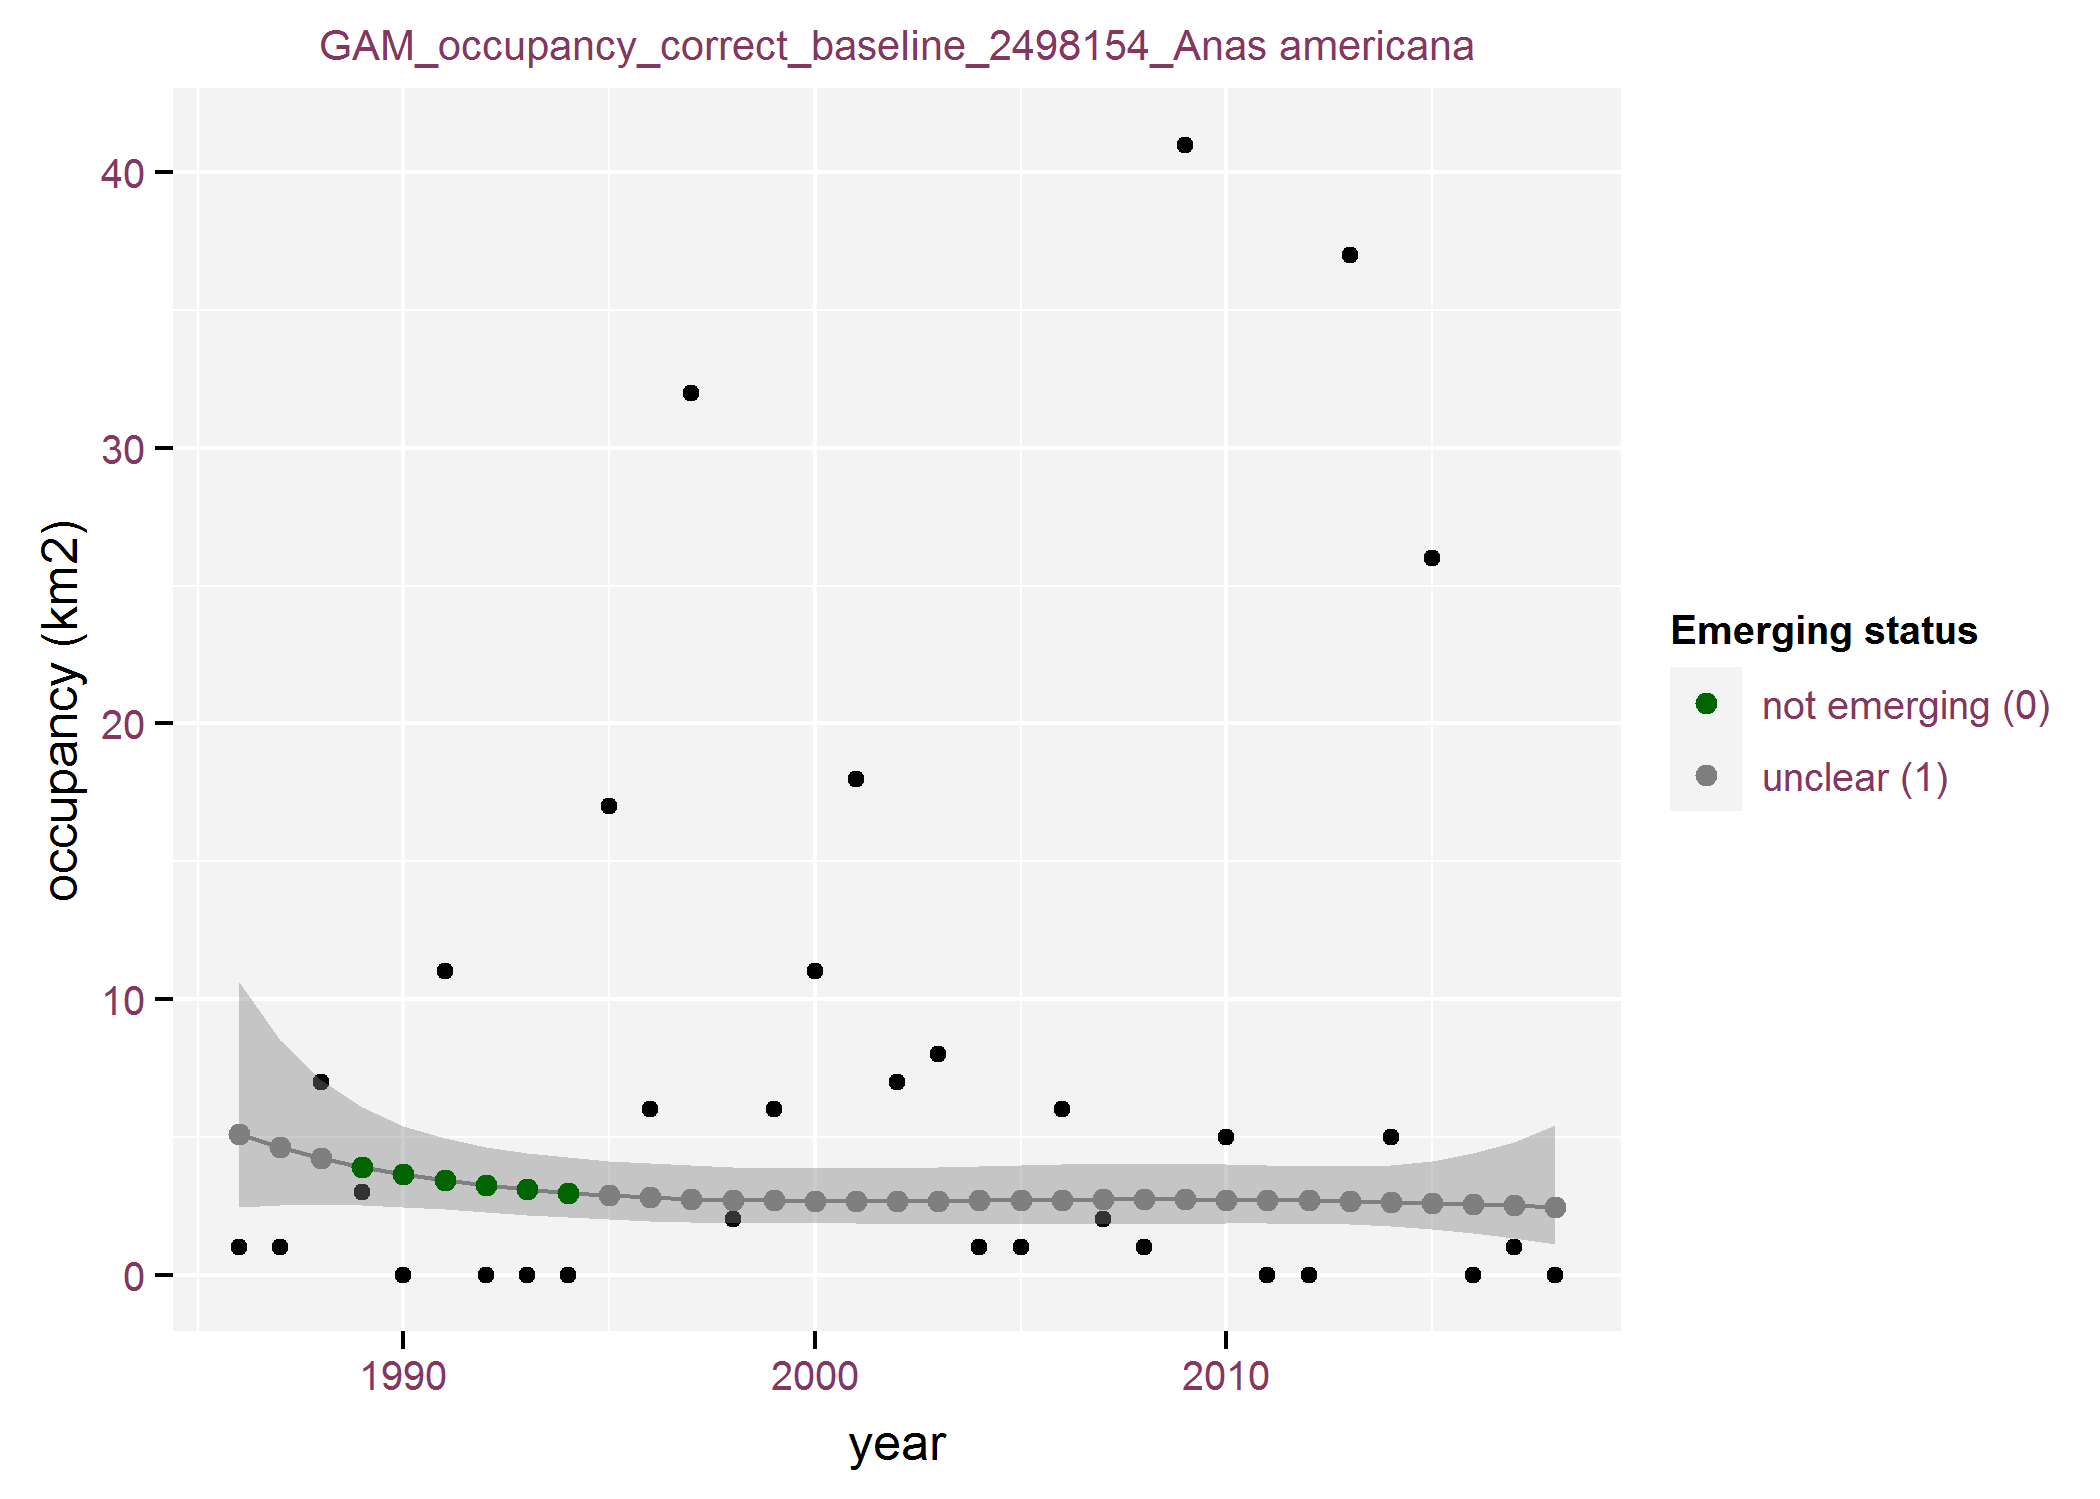 GAM_occupancy_correct_baseline_2498154_Anas americana
40
30
20
10
0
occupancy (km2)
1990
2000
2010
year
Emerging status
not emerging (0)
unclear (1)